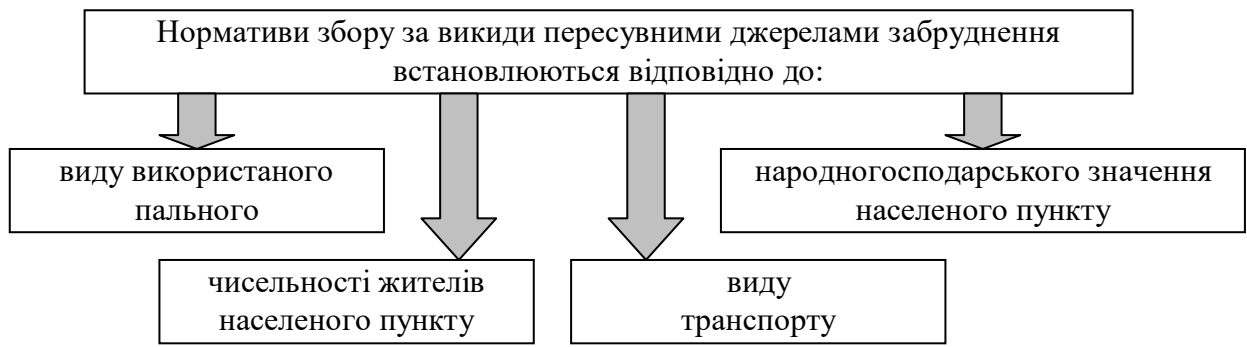 Нормативи збору за викиди пересувними джерелами забруднення
встановлюються відповідно до:
виду використаного
пального
народногосподарського значення
населеного пункту
чисельності жителів
населеного пункту
виду
транспорту